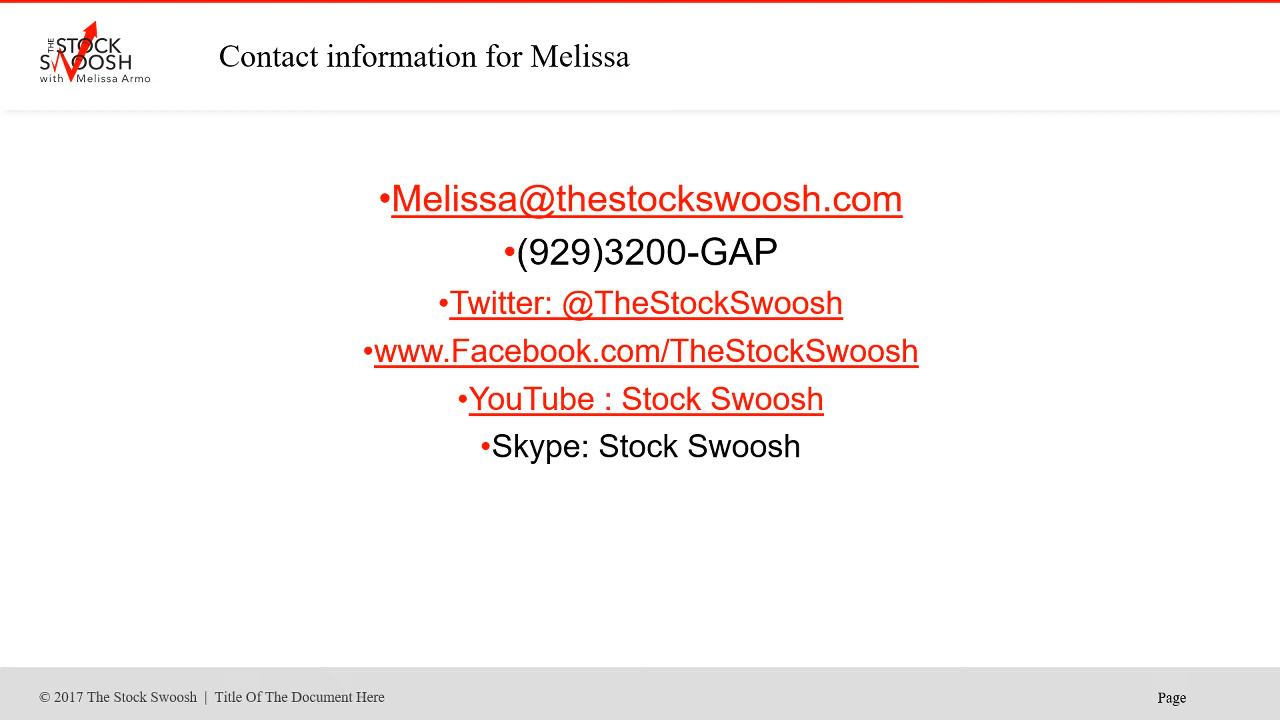 THE STOCK
SWOOSH
with Melissa Armo
Contact information for Melissa
•Melissa@thestockswoosh.com
•(929)3200-GAP
•Twitter: @TheStockSwoosh
•www.Facebook.com/TheStockSwoosh
•YouTube : Stock Swoosh
•Skype: Stock Swoosh
© 2017 The Stock Swoosh | Title Of The Document Here
Page